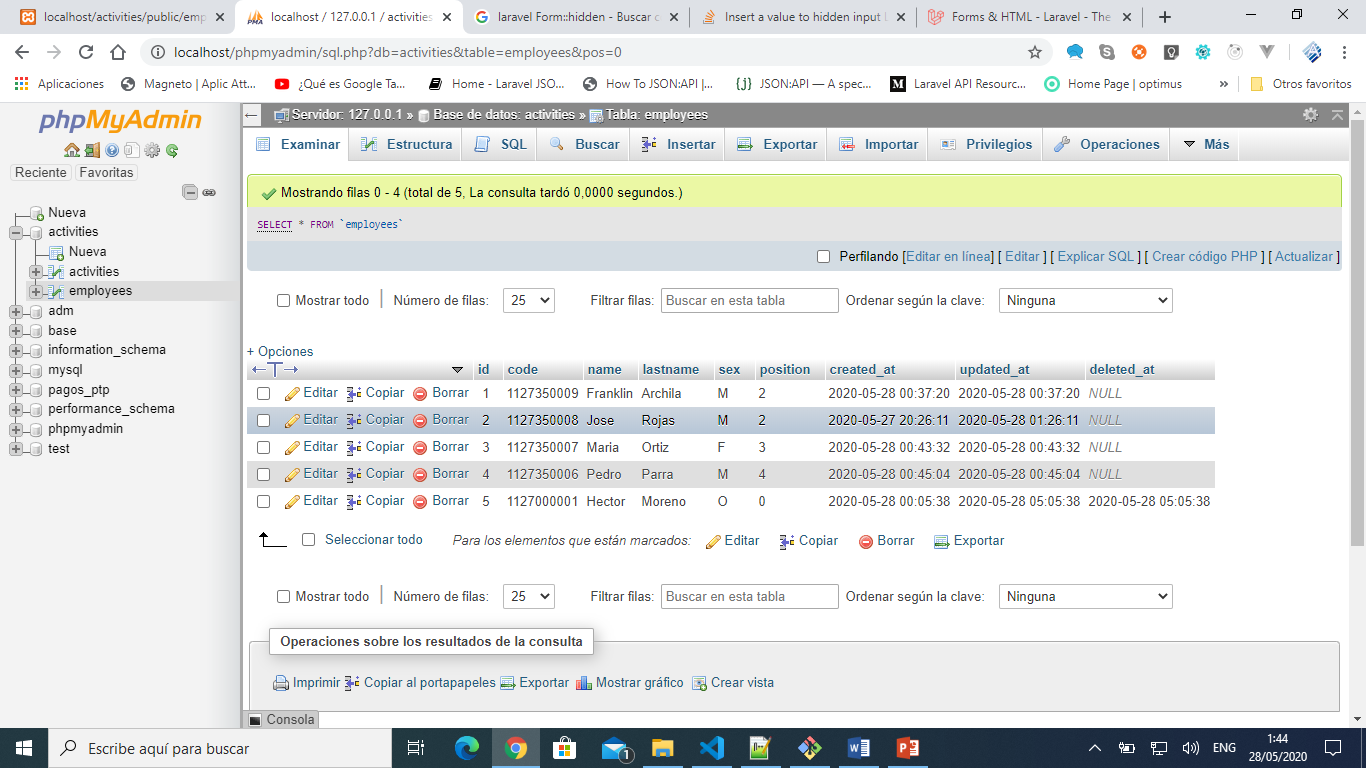 localhost/activities/public/emp
localhost / 127.0.0.1 / activities
laravel Form::hidden - Buscar c
Insert a value to hidden input L
Forms & HTML - Laravel - The
localhost/phpmyadmin/sql.php?db=activities&table=employees&pos=0
Aplicaciones
Magneto | Aplic Att...
¿Qué es Google Ta...
Home - Laravel JSO...
How To JSON:API |...
JSON:API — A spec...
Laravel API Resourc...
Home Page | optimus
»
Otros favoritos
phpMyAdmin
Reciente
Favoritas
Nueva
activities
Nueva
activities
employees
adm
base
information_schema
mysql
pagos_ptp
performance_schema
phpmyadmin
test
Servidor: 127.0.0.1 » Base de datos: activities » Tabla: employees
Examinar Estructura SQL Buscar Insertar Exportar Importar Privilegios Operaciones Más
Mostrando filas 0 - 4 (total de 5, La consulta tardó 0,0000 segundos.)
SELECT * FROM `employees`
Perfilando [Editar en línea] [ Editar ] [ Explicar SQL ] [ Crear código PHP ] [ Actualizar ]
Mostrar todo | Número de filas: 25 Filtrar filas: Buscar en esta tabla Ordenar según la clave: Ninguna
+ Opciones
←T→ id code name lastname sex position created_at updated_at deleted_at
Editar Copiar Borrar 1 1127350009 Franklin Archila M 2 2020-05-28 00:37:20 2020-05-28 00:37:20 NULL
Editar Copiar Borrar 2 1127350008 Jose Rojas M 2 2020-05-27 20:26:11 2020-05-28 01:26:11 NULL
Editar Copiar Borrar 3 1127350007 Maria Ortiz F 3 2020-05-28 00:43:32 2020-05-28 00:43:32 NULL
Editar Copiar Borrar 4 1127350006 Pedro Parra M 4 2020-05-28 00:45:04 2020-05-28 00:45:04 NULL
Editar Copiar Borrar 5 1127000001 Hector Moreno O 0 2020-05-28 00:05:38 2020-05-28 05:05:38 2020-05-28 05:05:38
Seleccionar todo Para los elementos que están marcados: Editar Copiar Borrar Exportar
Mostrar todo | Número de filas: 25 Filtrar filas: Buscar en esta tabla Ordenar según la clave: Ninguna
Operaciones sobre los resultados de la consulta
Imprimir Copiar al portapapeles Exportar Mostrar gráfico Crear vista
Consola
Escribe aquí para buscar
1
ENG
1:44
28/05/2020